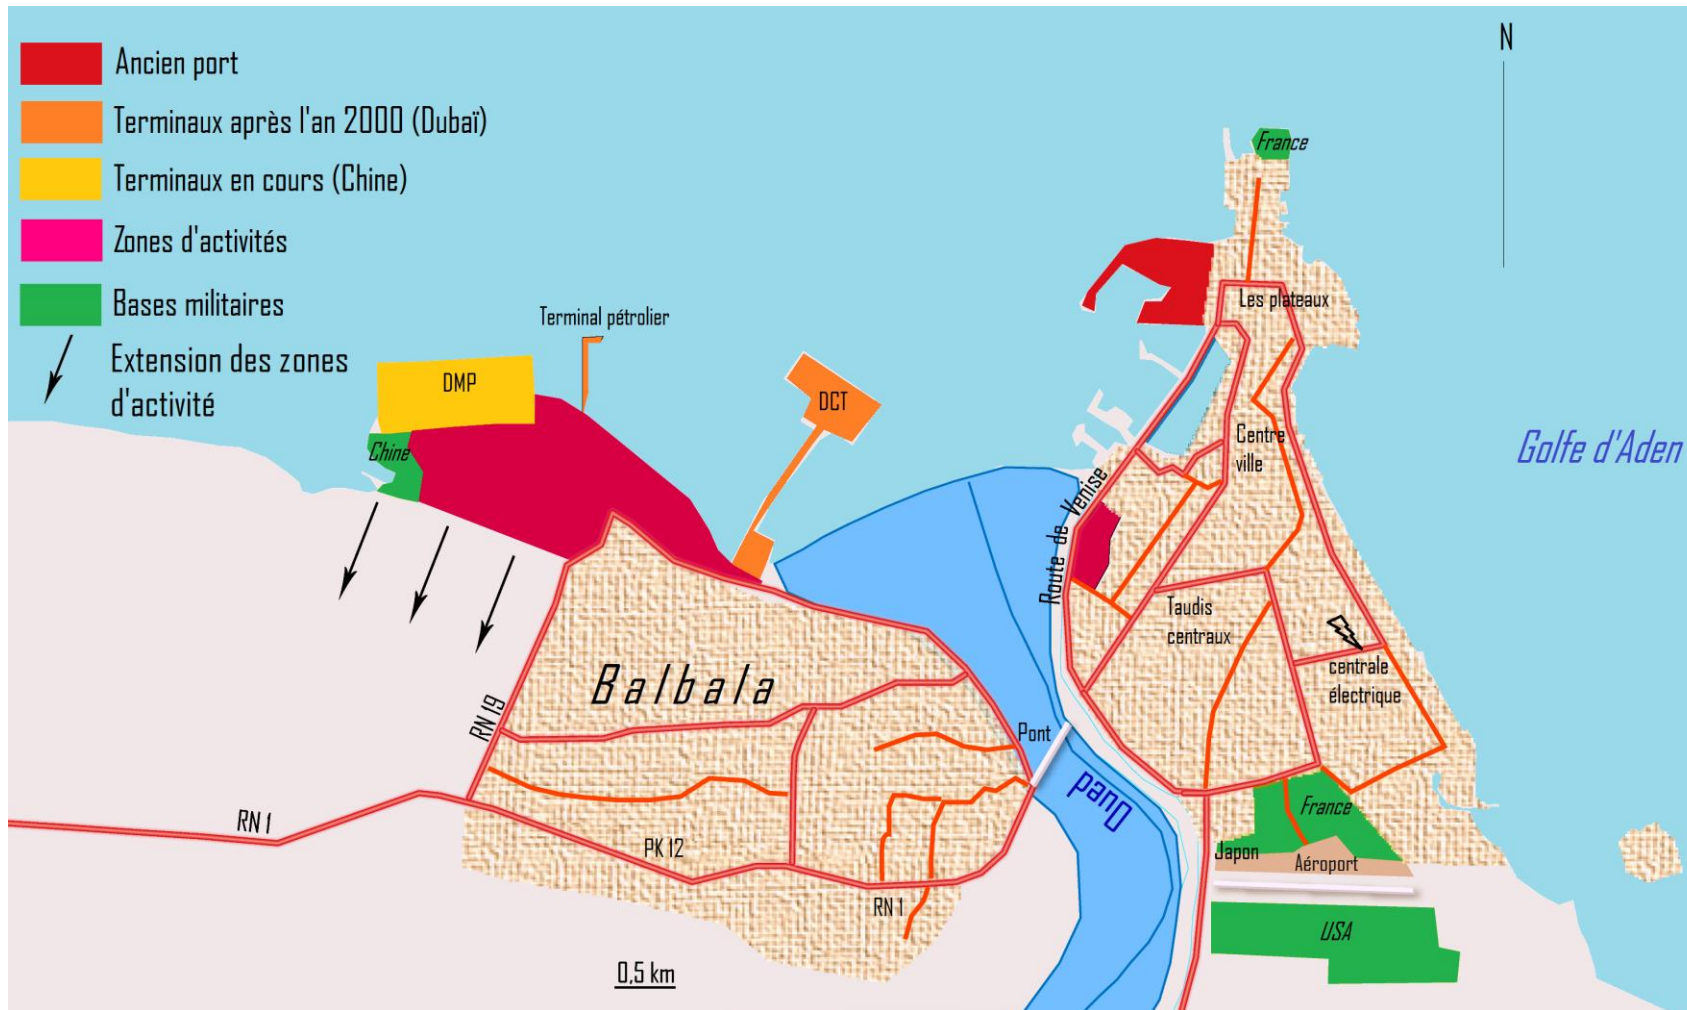 Ancien port
Terminaux après l'an 2000 (Dubaï)
Terminaux en cours (Chine)
Zones d'activités
Bases militaires
Extension des zones
d'activité
N
France
Les plateaux
Terminal pétrolier
DMP
DCT
Chine
Centre
ville
Golfe d'Aden
Route de Venise
Taudis
centraux
centrale
électrique
Balbala
RN 19
Pont
Oued
RN 1
PK 12
RN 1
France
Japon
Aéroport
USA
0,5 km